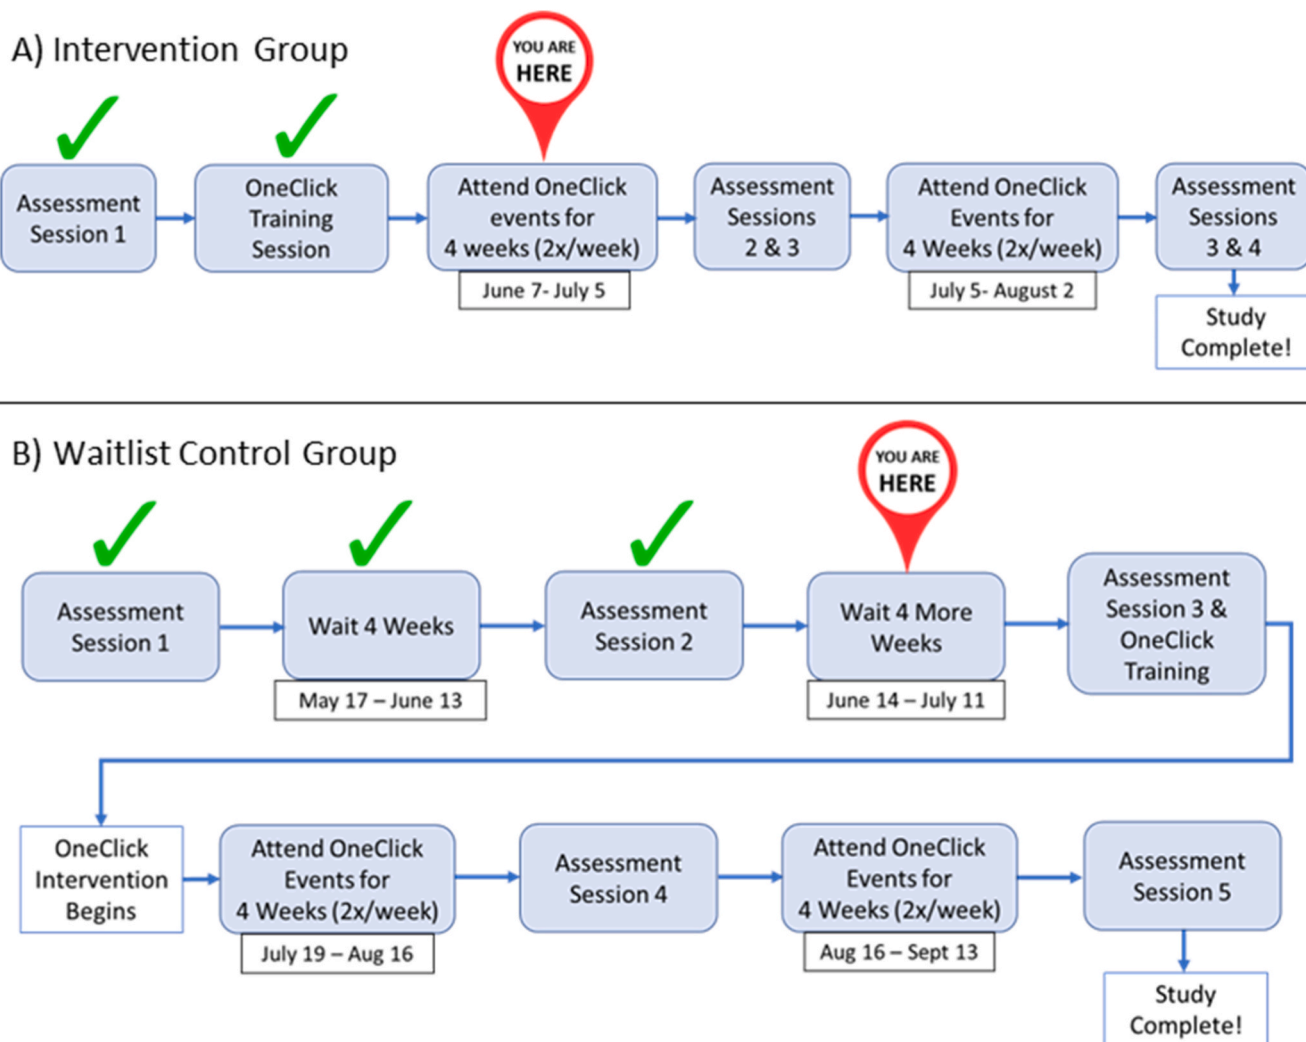 A) Intervention Group
YOU ARE
HERE
Assessment
Session 1
OneClick
Training
Session
Attend OneClick
events for
4 weeks (2x/week)
June 7- July 5
Assessment
Sessions
2 & 3
Attend OneClick
Events for
4 Weeks (2x/week)
July 5- August 2
Assessment
Sessions
3 & 4
Study
Complete!
B) Waitlist Control Group
YOU ARE
HERE
Assessment
Session 1
Wait 4 Weeks
May 17 – June 13
Assessment
Session 2
Wait 4 More
Weeks
June 14 – July 11
Assessment
Session 3 &
OneClick
Training
OneClick
Intervention
Begins
Attend OneClick
Events for
4 Weeks (2x/week)
July 19 – Aug 16
Assessment
Session 4
Attend OneClick
Events for
4 Weeks (2x/week)
Aug 16 – Sept 13
Assessment
Session 5
Study
Complete!